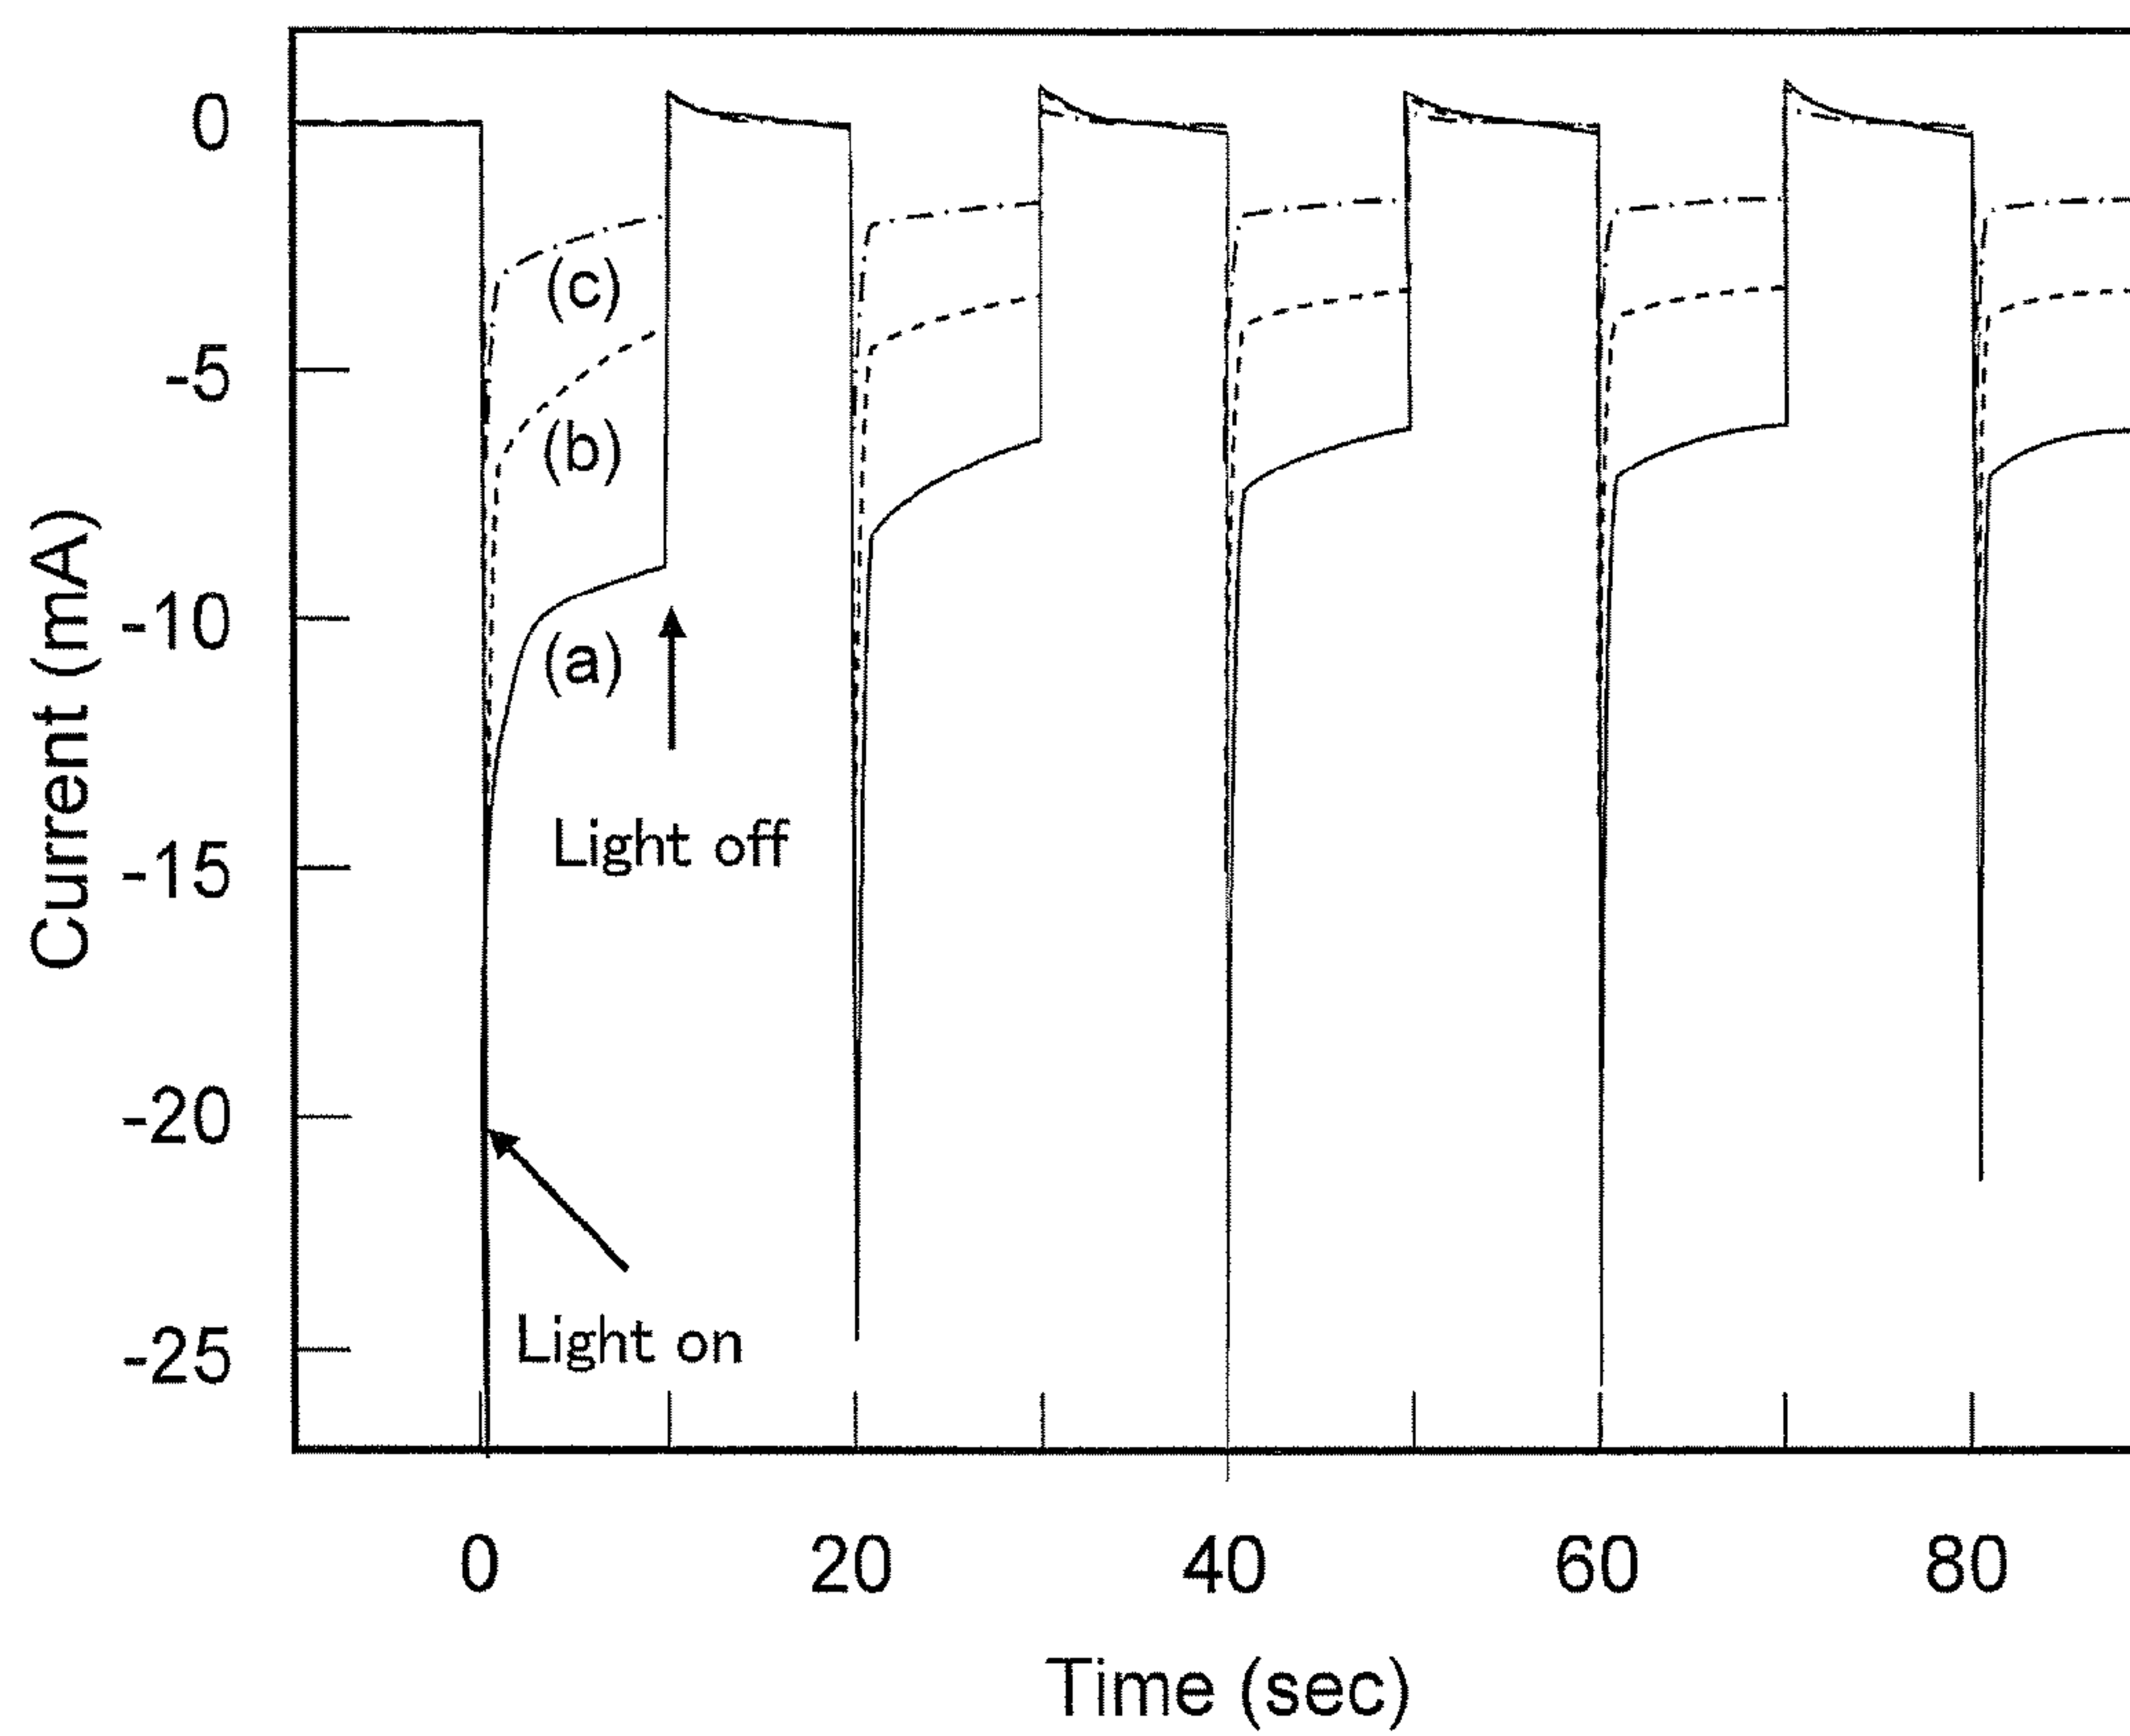 0
-5
-10
-15
-20
-25
Current (mA)
(c)
(b)
(a)
Light off
Light on
0 20 40 60 80
Time (sec)